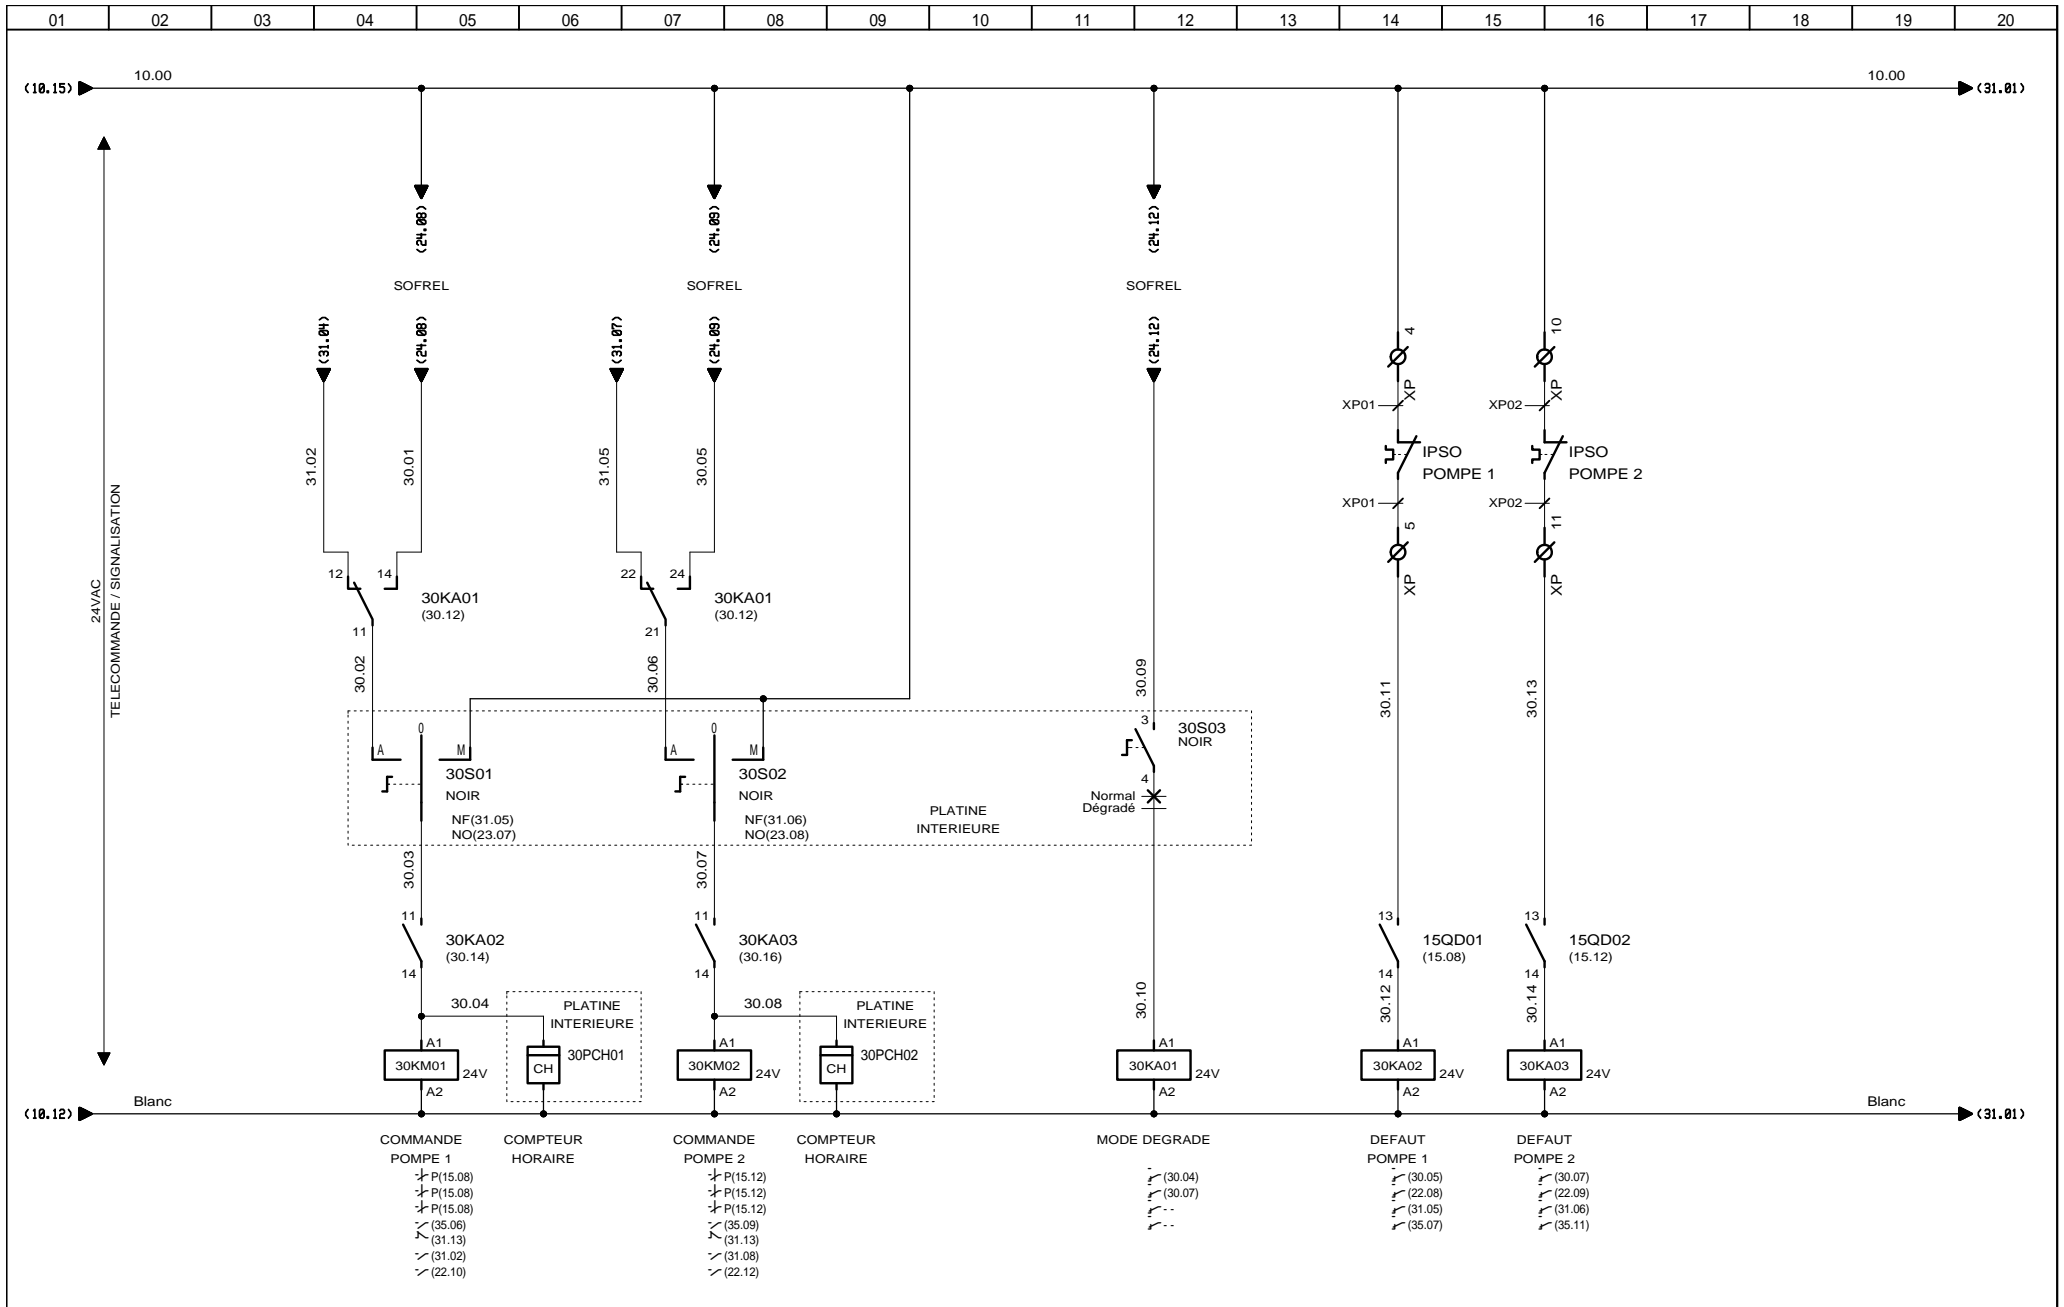 01 02 03 04 05 06 07 08 09 10 11 12 13 14 15 16 17 18 19 20
10.00 10.00
(10.15) (31.01)
(24.08) (24.09) (24.12)
SOFREL SOFREL SOFREL
(31.04) (24.08) (31.07) (24.09) (24.12)
4 10
XP XP
XP01 XP02
31.02 30.01 31.05 30.05
IPSO IPSO
POMPE 1 POMPE 2
XP01 XP02
5 11
24VAC
TELECOMMANDE / SIGNALISATION
12 14 22 24
XP XP
30KA01 30KA01
(30.12) (30.12)
11 21
30.02 30.06 30.09 30.11 30.13
0 0 3 30S03
NOIR
A M A M
30S01 30S02
4
NOIR NOIR Normal
Dégradé
NF(31.05) NF(31.06) PLATINE
NO(23.07) NO(23.08) INTERIEURE
30.03 30.07
11 11 13 13
30KA02 30KA03 15QD01 15QD02
(30.14) (30.16) (15.08) (15.12)
14 14 14 14
30.10 30.12 30.14
30.04 PLATINE 30.08 PLATINE
INTERIEURE INTERIEURE
A1 A1 A1 A1 A1
30PCH01 30PCH02
30KM01 24V CH 30KM02 24V CH 30KA01 24V 30KA02 24V 30KA03 24V
A2 A2 A2 A2 A2
Blanc Blanc
(10.12) (31.01)
COMMANDE COMPTEUR COMMANDE COMPTEUR MODE DEGRADE DEFAUT DEFAUT
POMPE 1 HORAIRE POMPE 2 HORAIRE POMPE 1 POMPE 2
P(15.08) P(15.12) (30.04) (30.05) (30.07)
P(15.08) P(15.12) (30.07) (22.08) (22.09)
P(15.08) P(15.12) - - (31.05) (31.06)
(35.06) (35.09) - - (35.07) (35.11)
(31.13) (31.13)
(31.02) (31.08)
(22.10) (22.12)